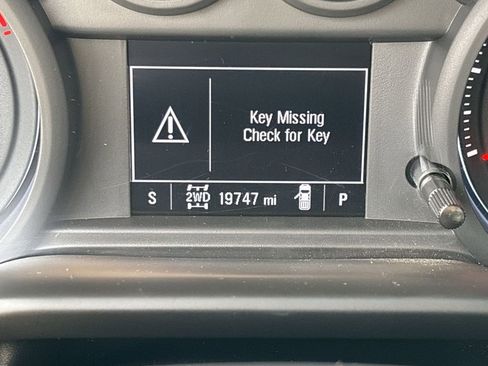 Key Missing
Check for Key
S 2WD 19747 mi P